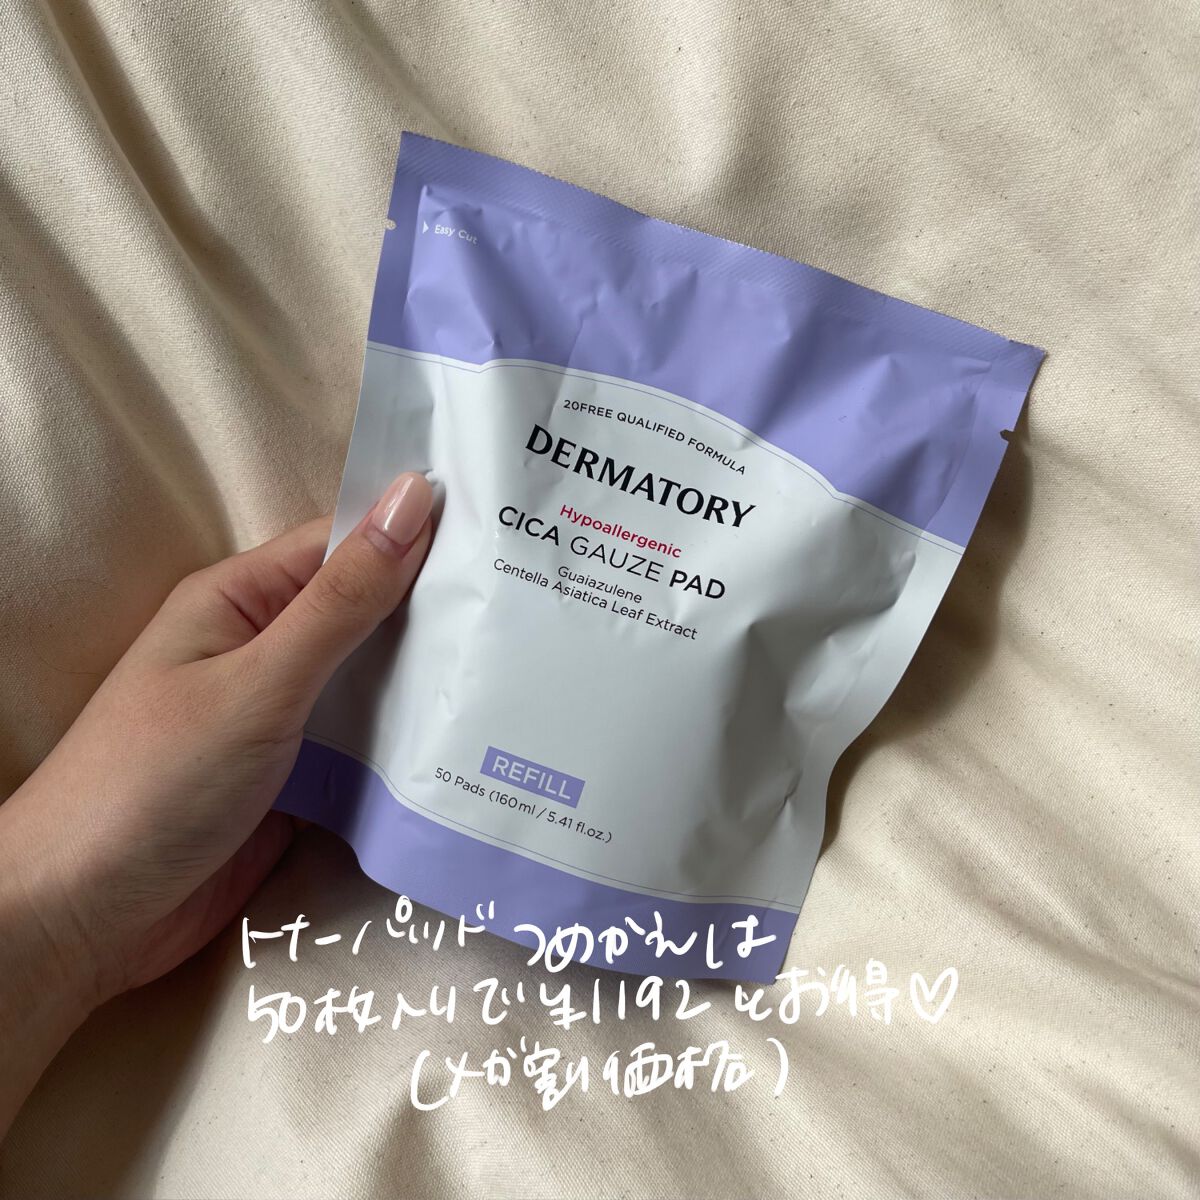 Easy Cut
20FREE QUALIFIED FORMULA
DERMATORY
Hypoallergenic
CICA GAUZE PAD
Guaiazulene
Centella Asiatica Leaf Extract
REFILL
50 Pads (160ml / 5.41 fl.oz.)
トナーパッドつめかえは
50枚入りで¥1192とお得♡
(メガ割り価格)